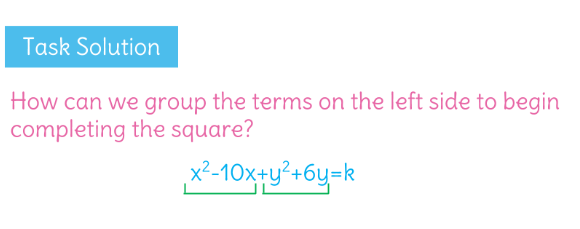 Task Solution
How can we group the terms on the left side to begin
completing the square?
x²-10x+y²+6y=k